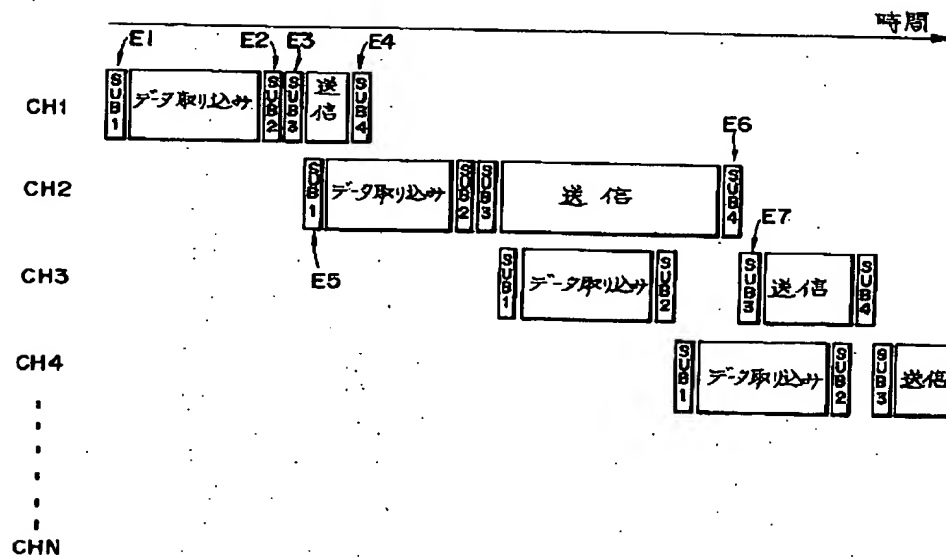 時間
E1 E2 E3 E4
CH1 SUB1 データ取り込み SUB2 SUB3 送信 SUB4
E6
CH2 SUB1 データ取り込み SUB2 SUB3 送信 SUB4
E5 E7
CH3 SUB1 データ取り込み SUB2 SUB3 送信 SUB4
CH4 SUB1 データ取り込み SUB2 SUB3 送信
CHN